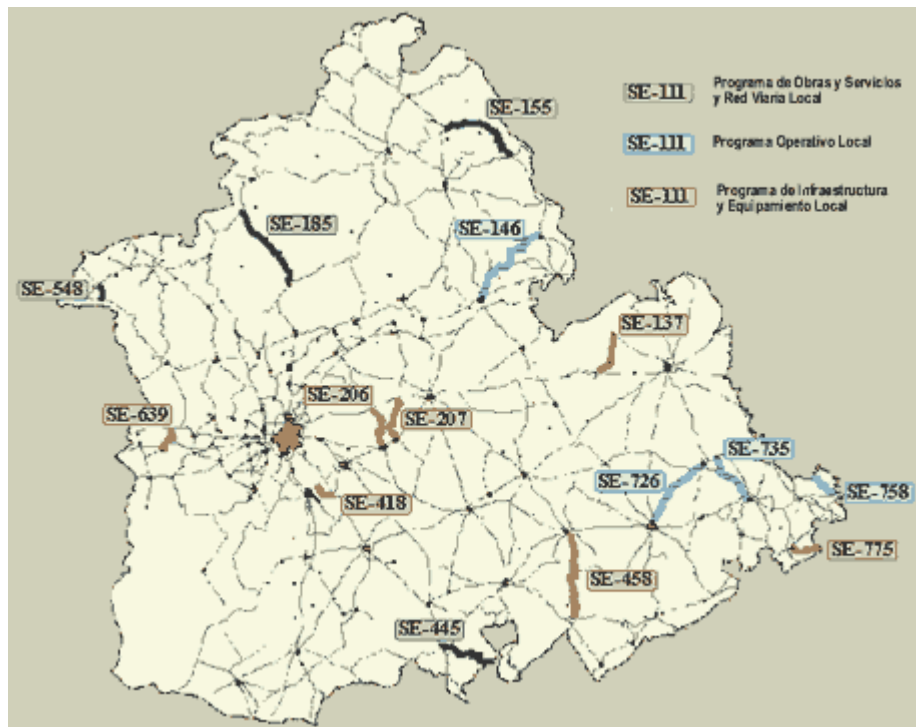 SE-111 Programa de Obras y Servicios
y Red Viaria Local
SE-155
SE-111 Programa Operativo Local
SE-111 Programa de Infraestructura
y Equipamiento Local
SE-185
SE-146
SE-548
SE-137
SE-206
SE-639
SE-207
SE-735
SE-726
SE-758
SE-418
SE-775
SE-458
SE-445